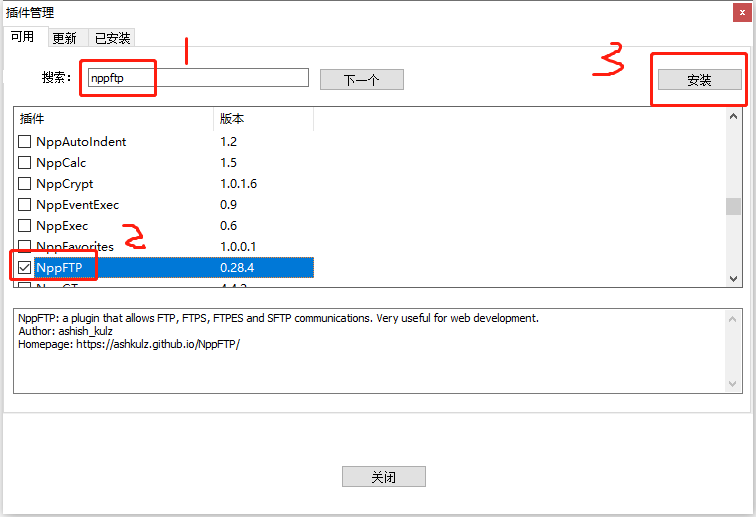 插件管理
x
可用 更新 已安装
1
3
搜索: nppftp 下一个 安装
插件 版本
NppAutoIndent 1.2
NppCalc 1.5
NppCrypt 1.0.1.6
NppEventExec 0.9
NppExec 0.6
2
NppFavorites 1.0.0.1
NppFTP 0.28.4
NppFTP: a plugin that allows FTP, FTPS, FTPES and SFTP communications. Very useful for web development.
Author: ashish_kulz
Homepage: https://ashkulz.github.io/NppFTP/
关闭